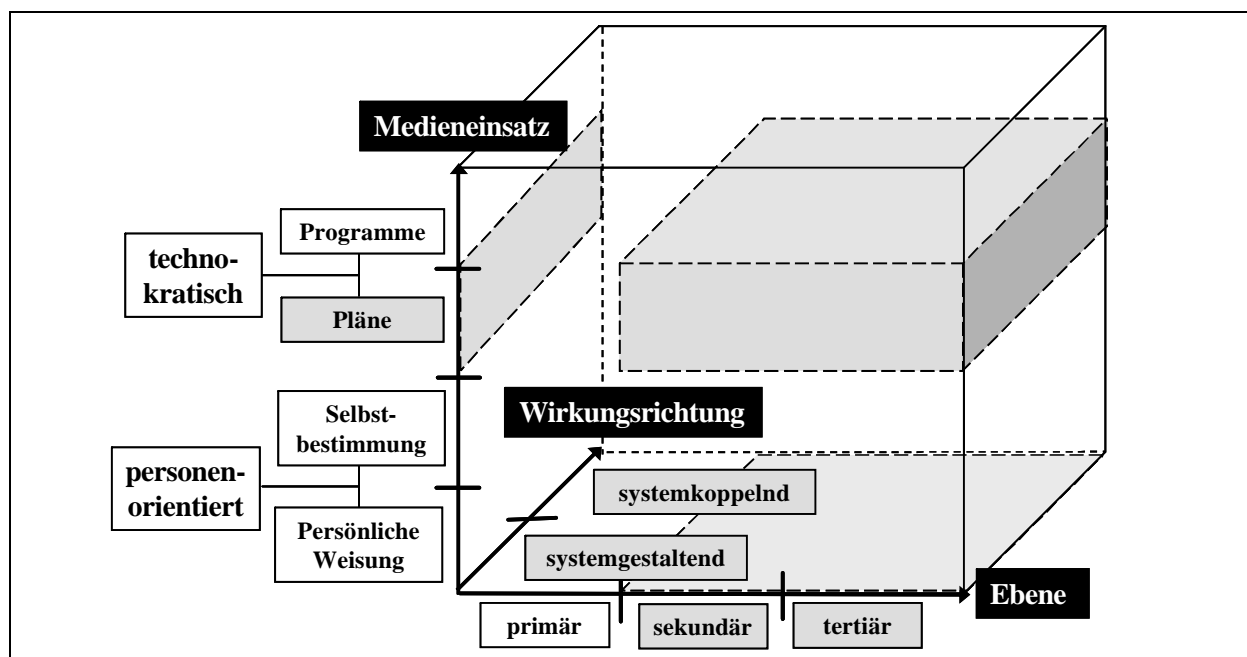 Medieneinsatz
Programme
techno-
kratisch
Pläne
Selbst-
bestimmung
Wirkungsrichtung
personen-
orientiert
systemkoppelnd
Persönliche
Weisung
systemgestaltend
Ebene
primär
sekundär
tertiär